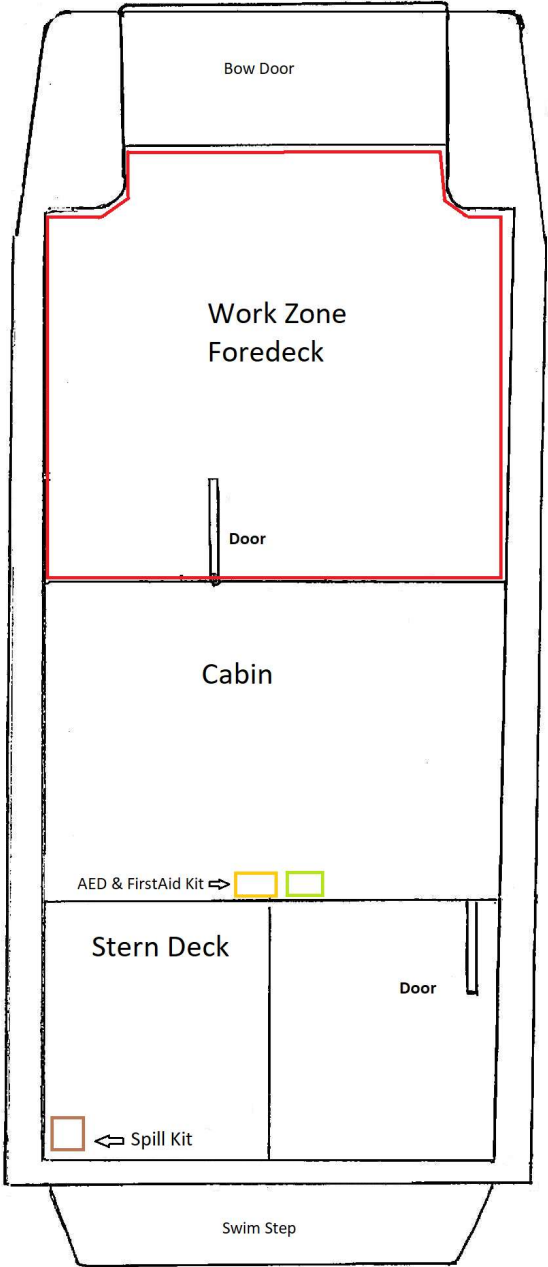 Bow Door
Work Zone
Foredeck
Door
Cabin
AED & FirstAid Kit
Stern Deck
Door
Spill Kit
Swim Step